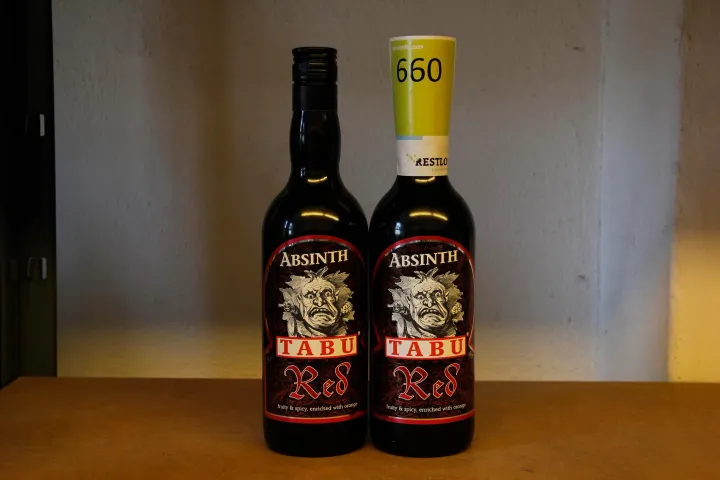 660
RESTLO
ABSINTH
TABU
Red
fruity & spicy, enriched with orange
ABSINTH
TABU
Red
fruity & spicy, enriched with orange